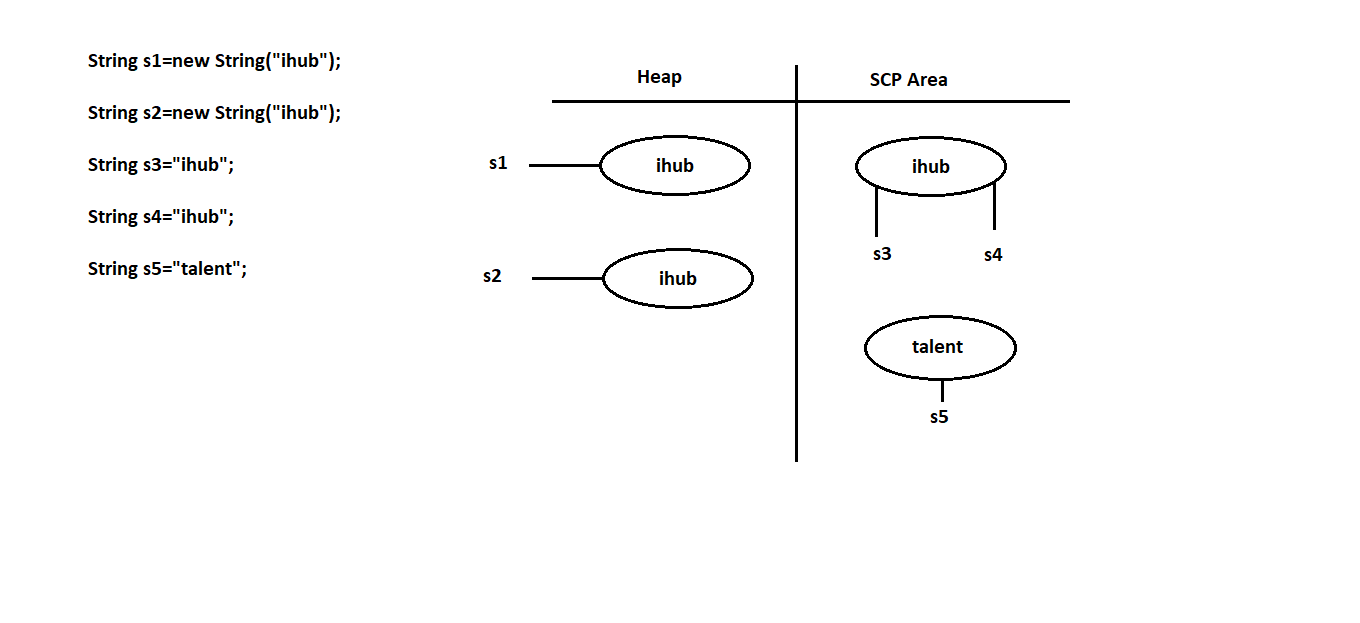 String s1=new String("ihub");
String s2=new String("ihub");
String s3="ihub";
String s4="ihub";
String s5="talent";
Heap
SCP Area
s1
ihub
ihub
s3
s4
s2
ihub
talent
s5